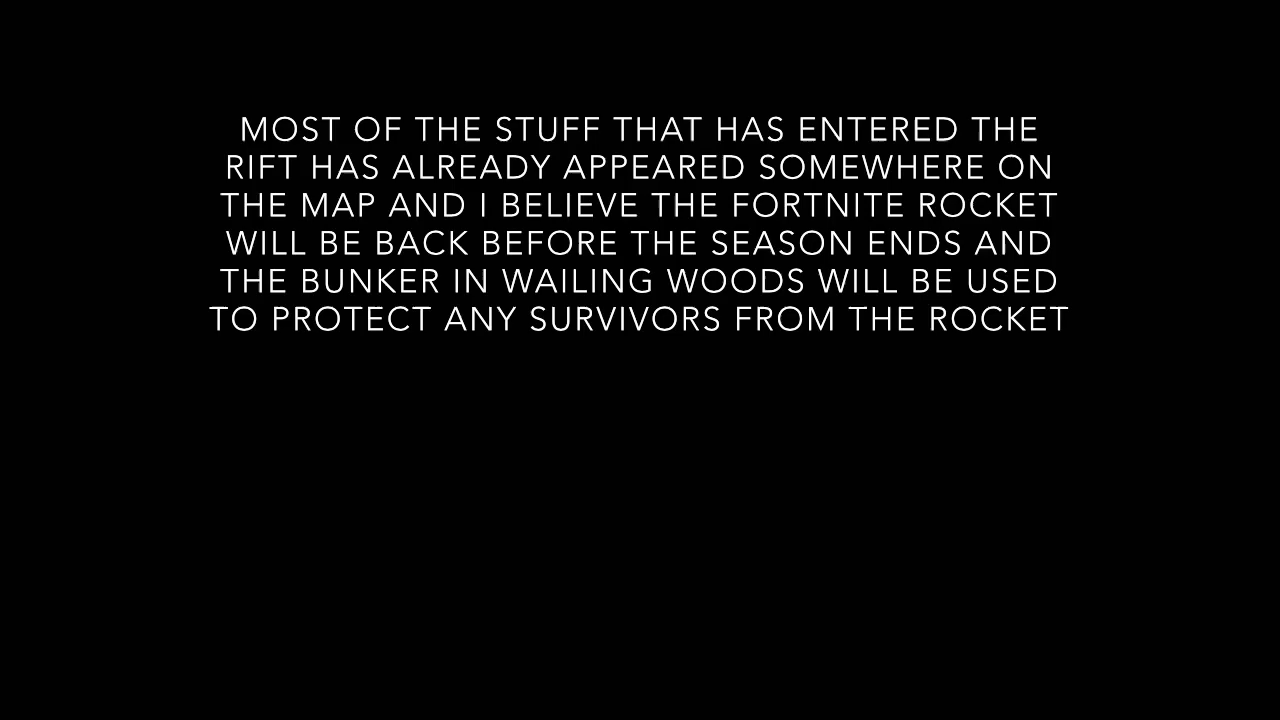 MOST OF THE STUFF THAT HAS ENTERED THE
RIFT HAS ALREADY APPEARED SOMEWHERE ON
THE MAP AND I BELIEVE THE FORTNITE ROCKET
WILL BE BACK BEFORE THE SEASON ENDS AND
THE BUNKER IN WAILING WOODS WILL BE USED
TO PROTECT ANY SURVIVORS FROM THE ROCKET